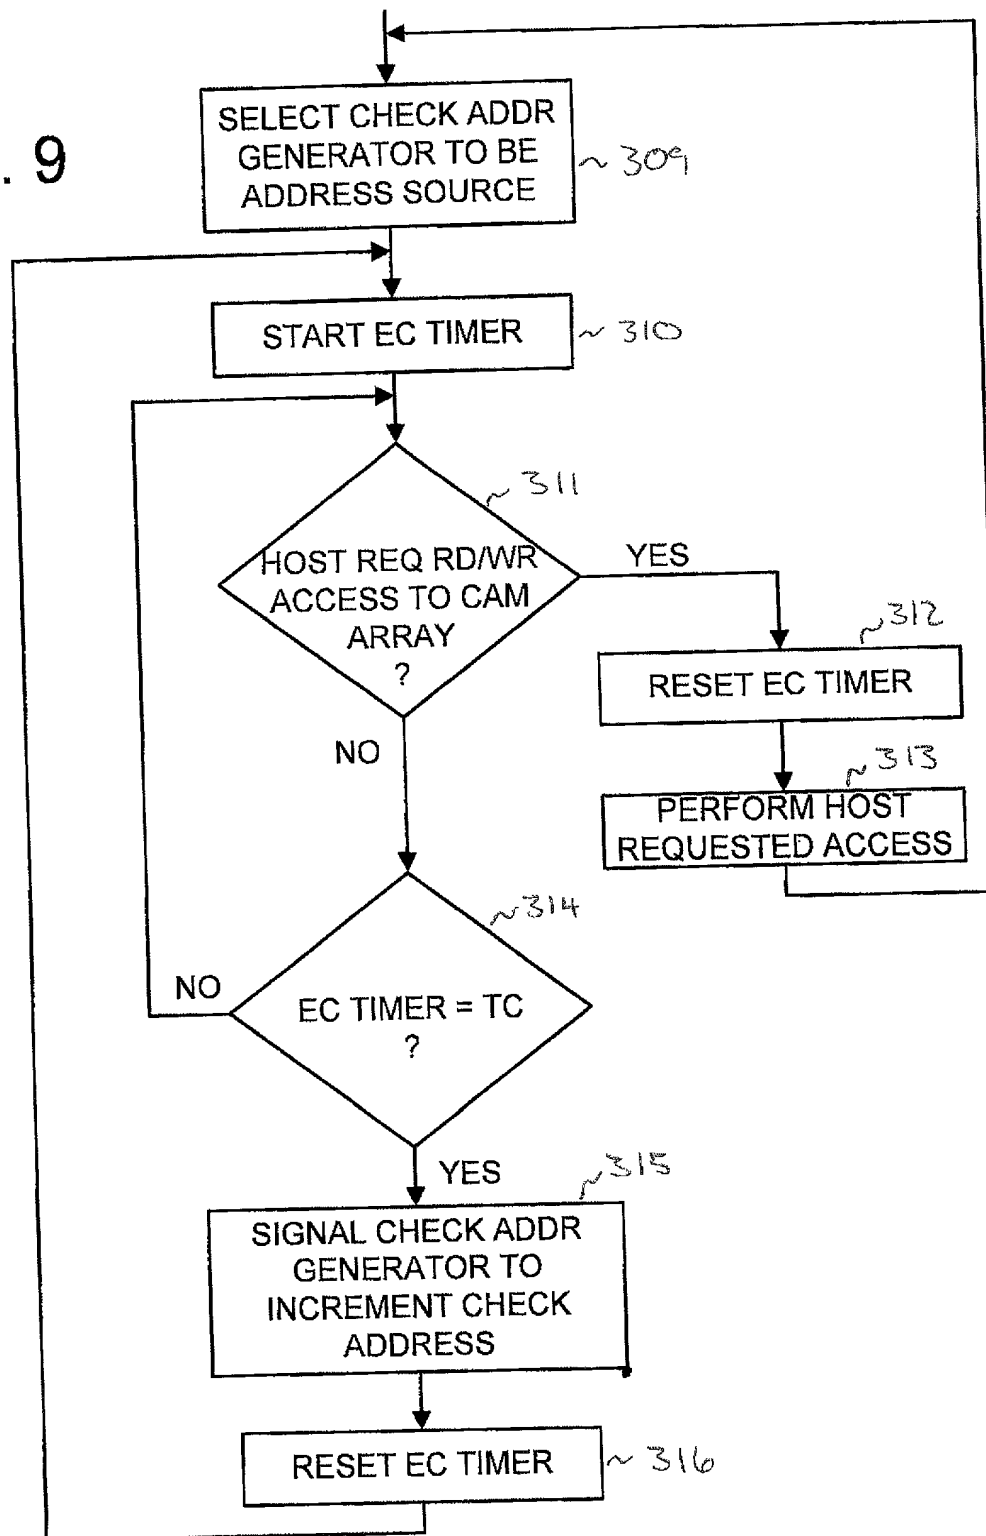 . 9
SELECT CHECK ADDR
GENERATOR TO BE
ADDRESS SOURCE
~ 309
START EC TIMER
~ 310
~ 311
HOST REQ RD/WR
ACCESS TO CAM
ARRAY
?
YES
~ 312
RESET EC TIMER
NO
~ 313
PERFORM HOST
REQUESTED ACCESS
~ 314
NO
EC TIMER = TC
?
YES
~ 315
SIGNAL CHECK ADDR
GENERATOR TO
INCREMENT CHECK
ADDRESS
RESET EC TIMER
~ 316